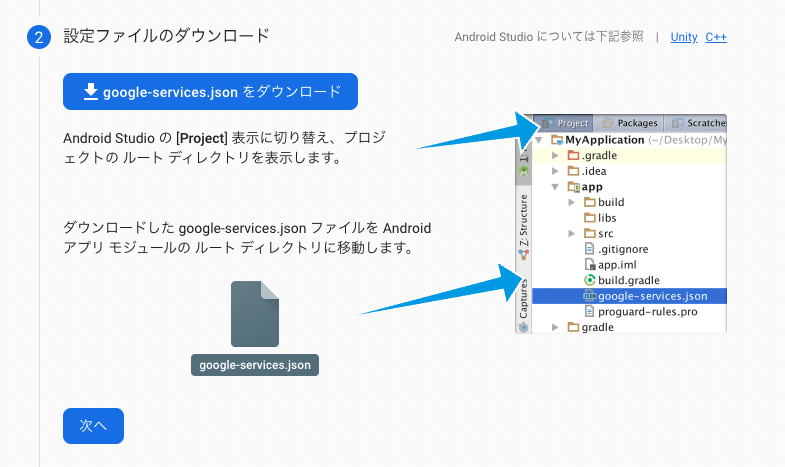 2 設定ファイルのダウンロード
Android Studio については下記参照 | Unity C++
google-services.json をダウンロード
Android Studio の [Project] 表示に切り替え、プロジ
ェクトの ルート ディレクトリを表示します。
ダウンロードした google-services.json ファイルを Android
アプリ モジュールの ルート ディレクトリに移動します。
google-services.json
次へ
Project Packages Scratches
MyApplication (~/Desktop/My
.gradle
.idea
app
build
libs
src
.gitignore
app.iml
build.gradle
google-services.json
proguard-rules.pro
gradle
1:
Z: Structure
Captures